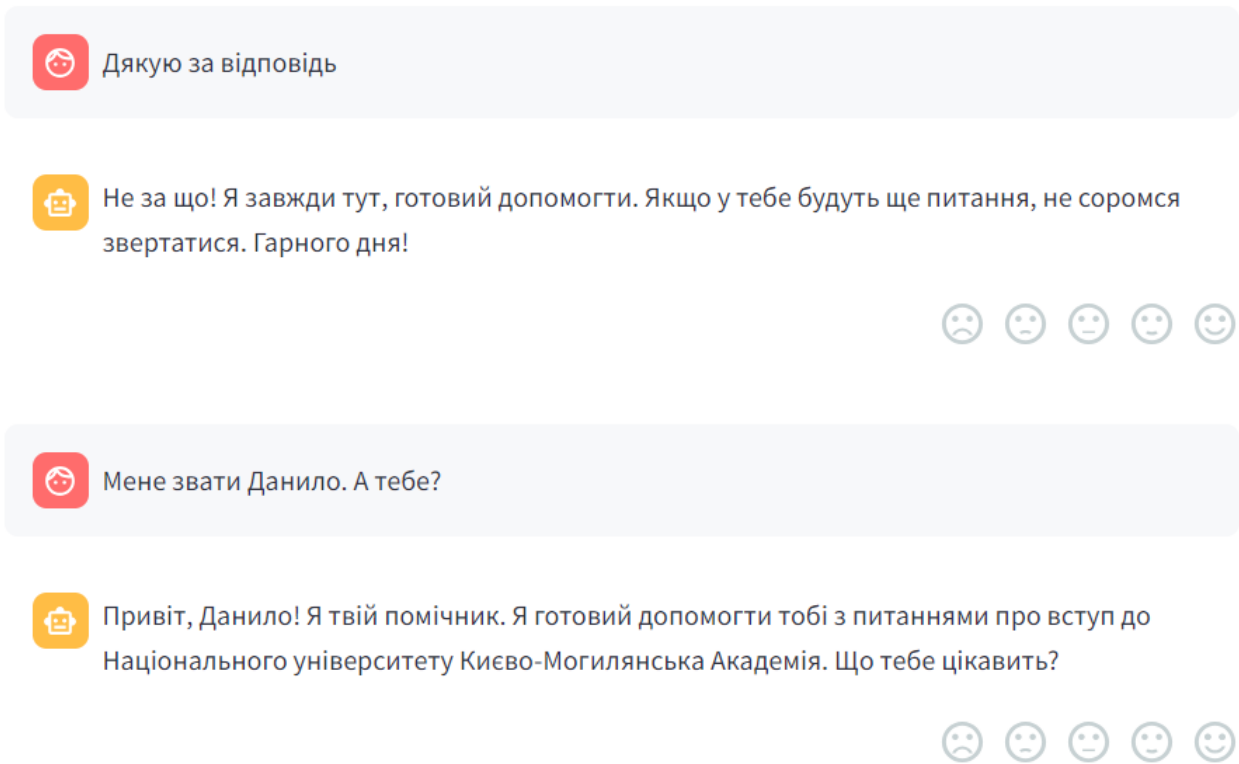 Дякую за відповідь
Не за що! Я завжди тут, готовий допомогти. Якщо у тебе будуть ще питання, не соромся
звертатися. Гарного дня!
Мене звати Данило. А тебе?
Привіт, Данило! Я твій помічник. Я готовий допомогти тобі з питаннями про вступ до
Національного університету Києво-Могилянська Академія. Що тебе цікавить?